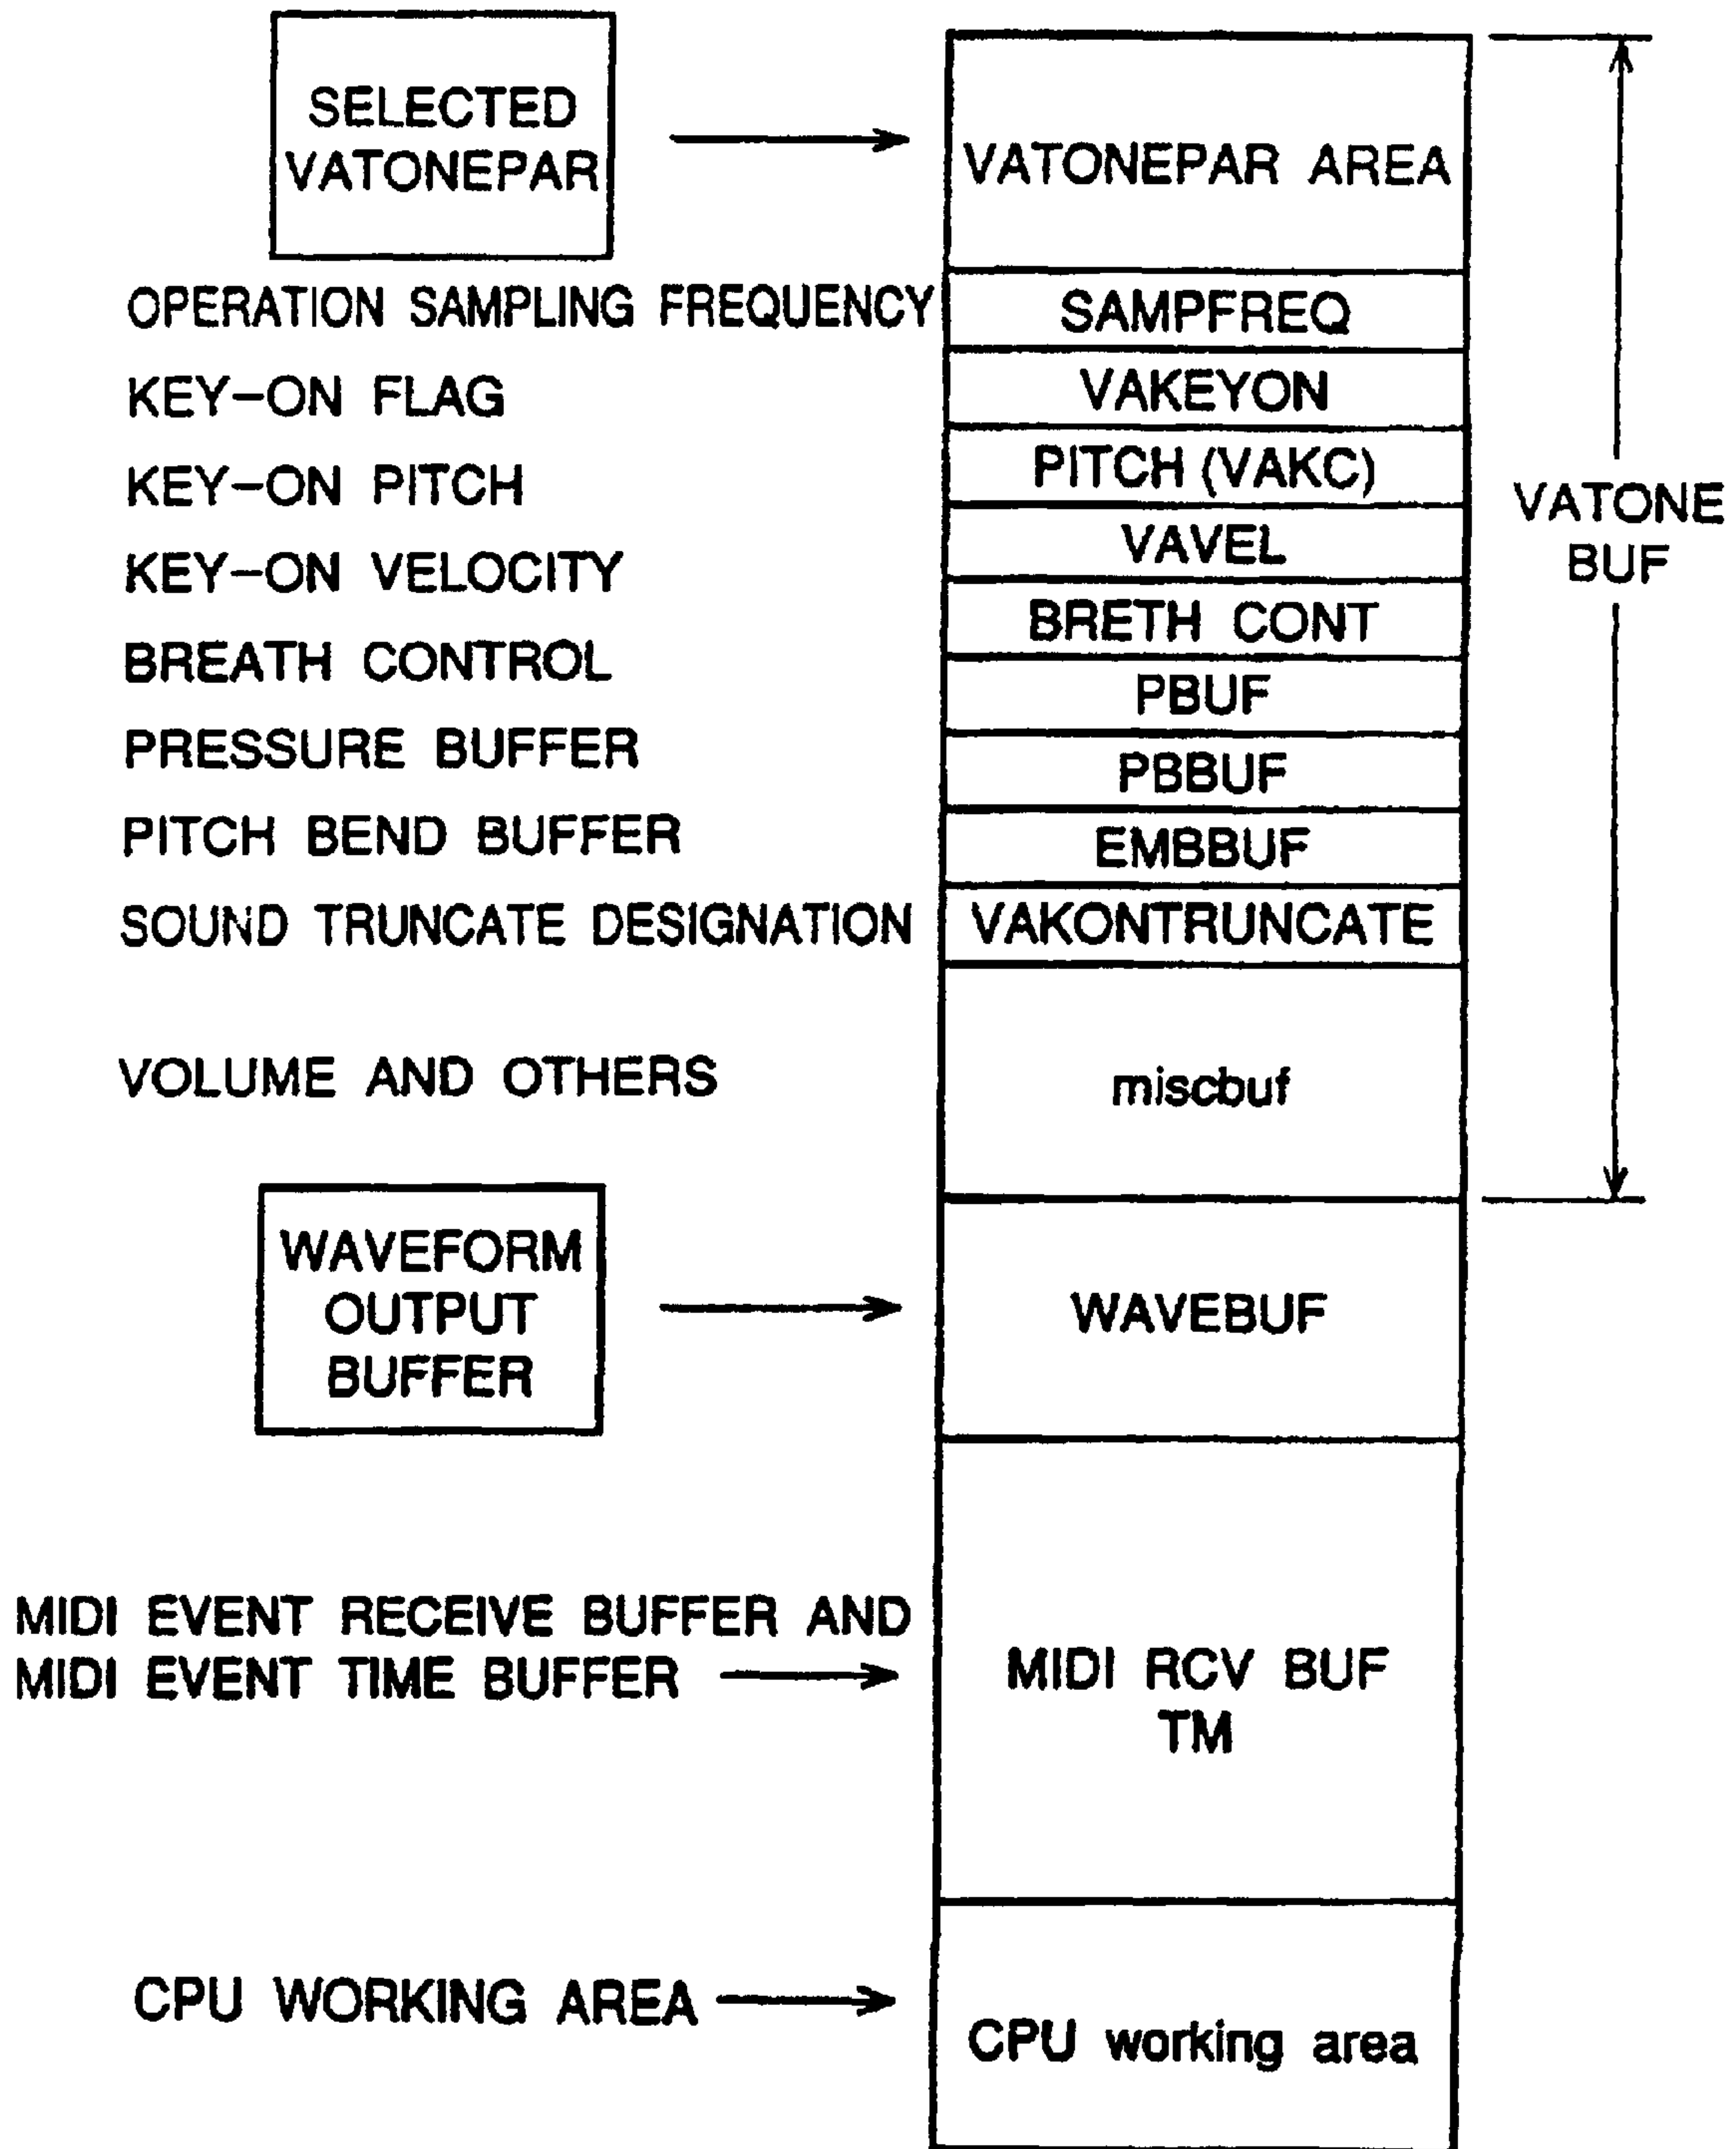 SELECTED
VATONEPAR
VATONEPAR AREA
OPERATION SAMPLING FREQUENCY
SAMPFREQ
KEY-ON FLAG
VAKEYON
KEY-ON PITCH
PITCH (VAKC)
KEY-ON VELOCITY
VAVEL
BREATH CONTROL
BRETH CONT
PRESSURE BUFFER
PBUF
PITCH BEND BUFFER
PBBUF
EMBBUF
SOUND TRUNCATE DESIGNATION
VAKONTRUNCATE
VATONE
BUF
VOLUME AND OTHERS
miscbuf
WAVEFORM
OUTPUT
BUFFER
WAVEBUF
MIDI EVENT RECEIVE BUFFER AND
MIDI EVENT TIME BUFFER
MIDI RCV BUF
TM
CPU WORKING AREA
CPU working area